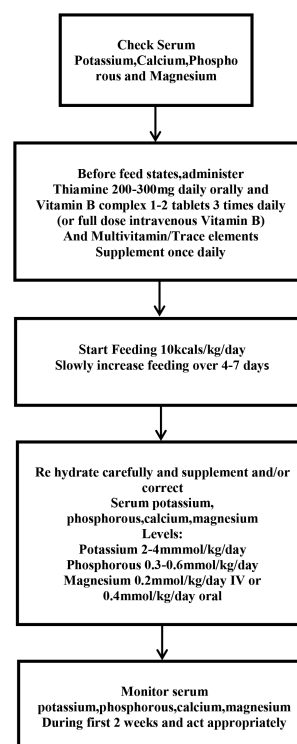 Check Serum
Potassium,Calcium,Phospho
rous and Magnesium
Before feed states,administer
Thiamine 200-300mg daily orally and
Vitamin B complex 1-2 tablets 3 times daily
(or full dose intravenous Vitamin B)
And Multivitamin/Trace elements
Supplement once daily
Start Feeding 10kcals/kg/day
Slowly increase feeding over 4-7 days
Re hydrate carefully and supplement and/or
correct
Serum potassium,
phosphorous,calcium,magnesium
Levels:
Potassium 2-4mmmol/kg/day
Phosphorous 0.3-0.6mmol/kg/day
Magnesium 0.2mmol/kg/day IV or
0.4mmol/kg/day oral
Monitor serum
potassium,phosphorous,calcium,magnesium
During first 2 weeks and act appropriately